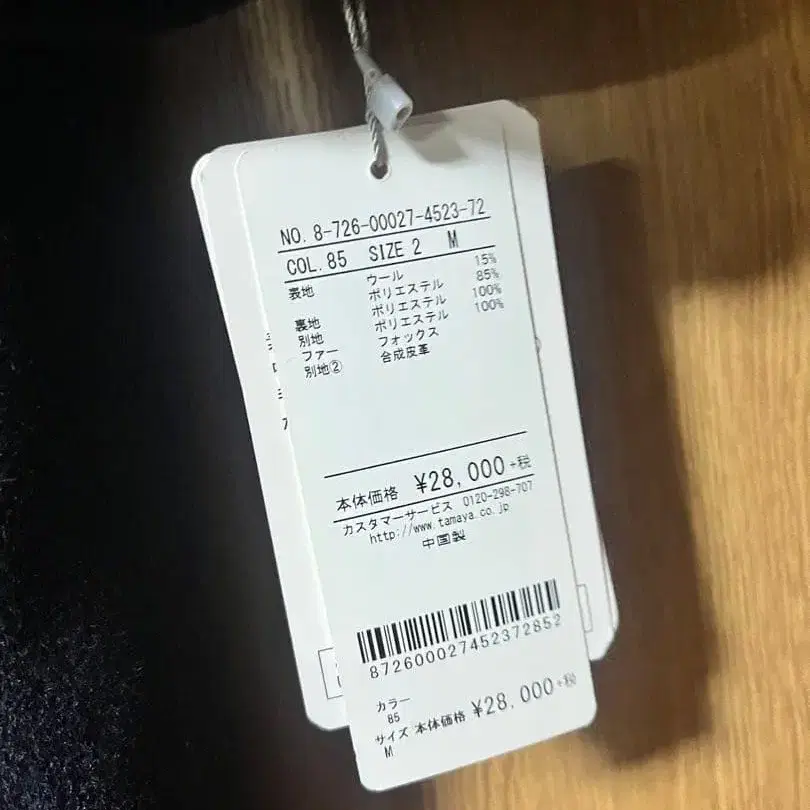 NO. 8-726-00027-4523-72
COL. 85 SIZE 2 M
表地 ウール 15%
ポリエステル 85%
裏地 ポリエステル 100%
別地 ポリエステル 100%
ファー フォックス
別地② 合成皮革
本体価格 ¥28,000+税
カスタマーサービス 0120-298-707
http://www.tamaya.co.jp
中国製
872600027452372852
カラー
85
サイズ 本体価格 ¥28,000+税
M